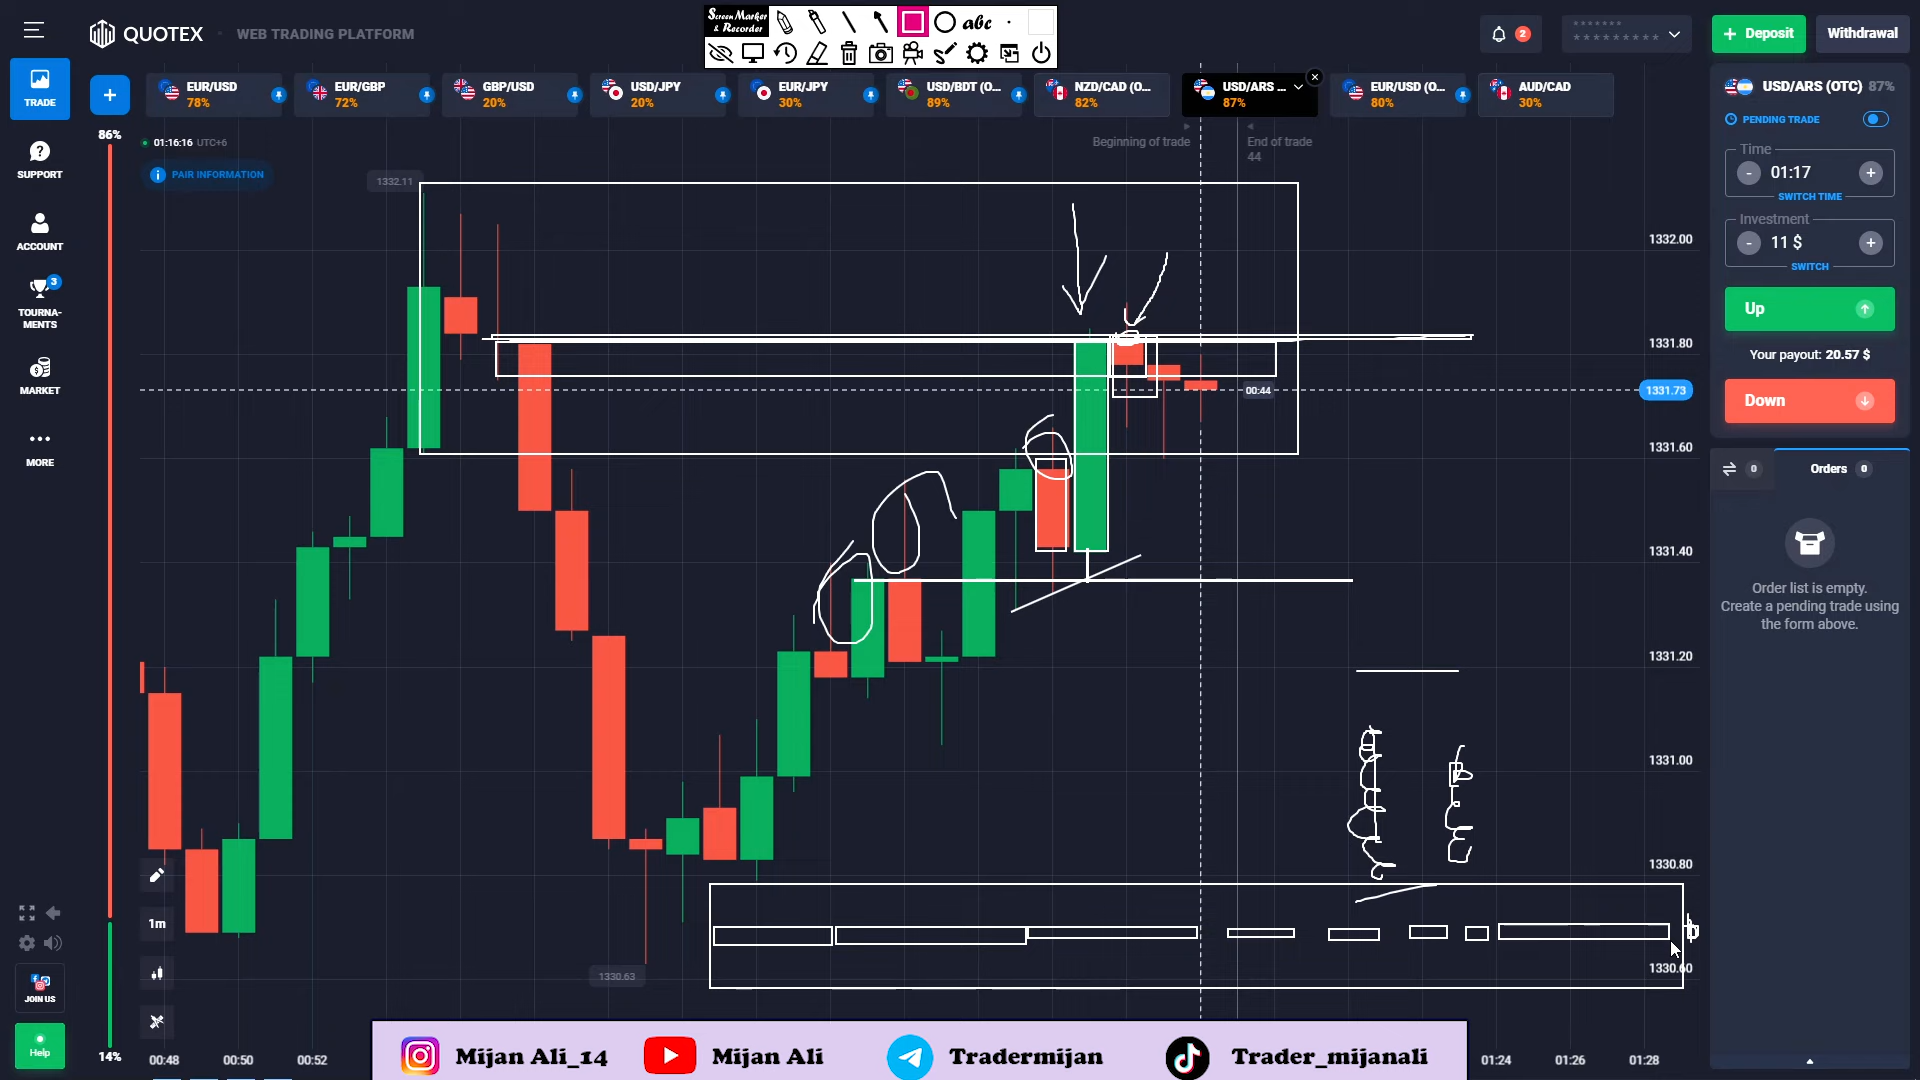 Screen Marker
& Recorder
abc
QUOTEX
WEB TRADING PLATFORM
2
Deposit
Withdrawal
TRADE
EUR/USD
78%
EUR/GBP
72%
GBP/USD
20%
USD/JPY
20%
EUR/JPY
30%
USD/BDT (O...
89%
NZD/CAD (O...
82%
USD/ARS ...
87%
EUR/USD (O...
80%
AUD/CAD
30%
86%
01:16:16 UTC+6
PAIR INFORMATION
Beginning of trade
End of trade
44
1332.11
SUPPORT
ACCOUNT
3
TOURNA-
MENTS
MARKET
MORE
JOIN US
Help
14%
1m
1332.00
1331.80
1331.73
1331.60
1331.40
1331.20
1331.00
1330.80
1330.60
00:44
1330.63
00:48
00:50
00:52
01:24
01:26
01:28
USD/ARS (OTC) 87%
PENDING TRADE
Time
- 01:17 +
SWITCH TIME
Investment
- 11 $ +
SWITCH
Up
Your payout: 20.57 $
Down
0
Orders 0
Order list is empty.
Create a pending trade using
the form above.
Mijan Ali_14
Mijan Ali
Tradermijan
Trader_mijanali